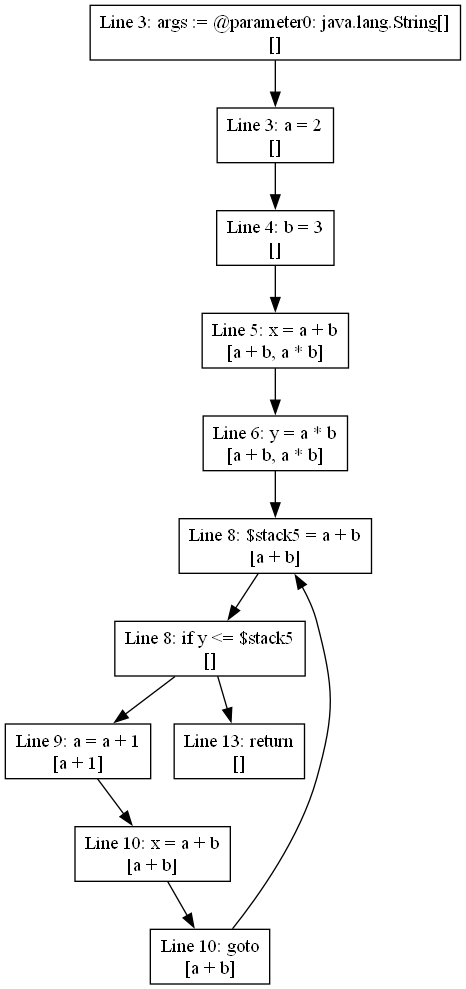 Line 3: args := @parameter0: java.lang.String[]
[]
Line 3: a = 2
[]
Line 4: b = 3
[]
Line 5: x = a + b
[a + b, a * b]
Line 6: y = a * b
[a + b, a * b]
Line 8: $stack5 = a + b
[a + b]
Line 8: if y <= $stack5
[]
Line 9: a = a + 1
[a + 1]
Line 13: return
[]
Line 10: x = a + b
[a + b]
Line 10: goto
[a + b]